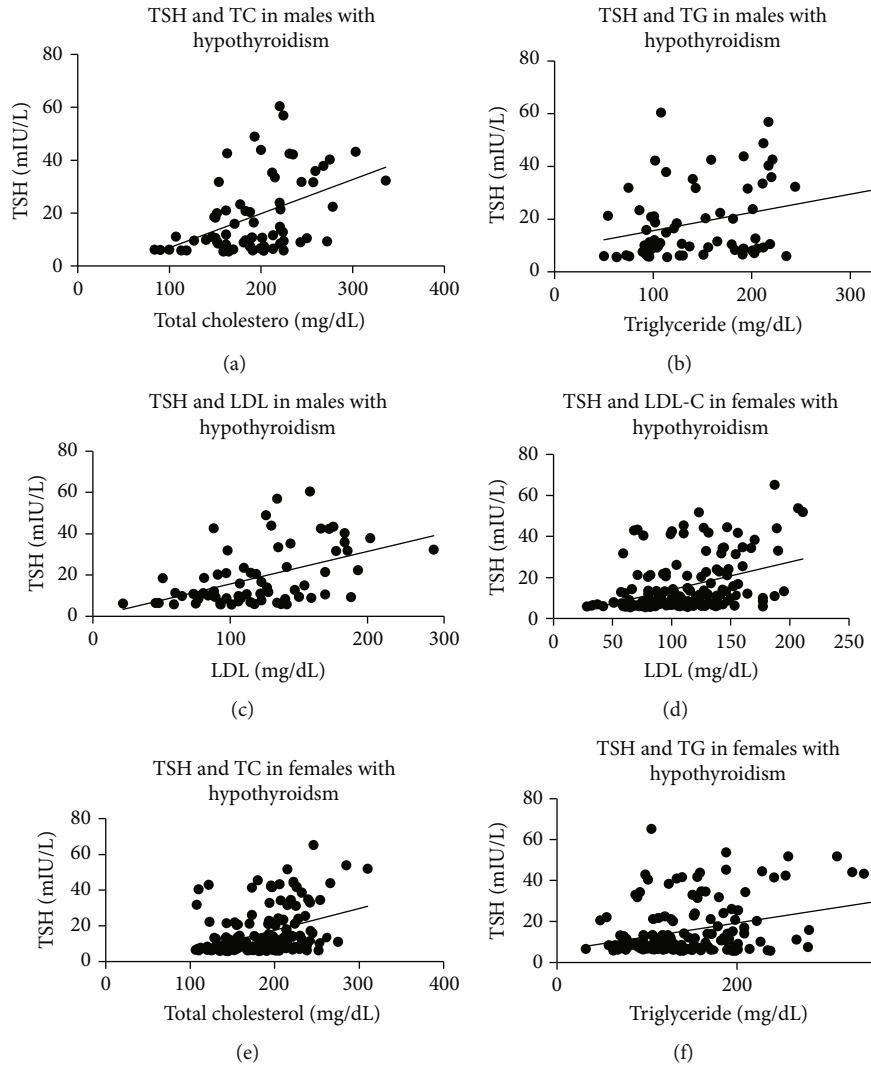 TSH and TC in males with
hypothyroidism
80
60
40
20
0
TSH (mIU/L)
0 100 200 300 400
Total cholestero (mg/dL)
(a)
TSH and TG in males with
hypothyroidism
80
60
40
20
0
TSH (mIU/L)
0 100 200 300
Triglyceride (mg/dL)
(b)
TSH and LDL in males with
hypothyroidism
80
60
40
20
0
TSH (mIU/L)
0 100 200 300
LDL (mg/dL)
(c)
TSH and LDL-C in females with
hypothyroidism
80
60
40
20
0
TSH (mIU/L)
0 50 100 150 200 250
LDL (mg/dL)
(d)
TSH and TC in females with
hypothyroidsm
80
60
40
20
0
TSH (mIU/L)
0 100 200 300 400
Total cholesterol (mg/dL)
(e)
TSH and TG in females with
hypothyroidism
80
60
40
20
0
TSH (mIU/L)
200
Triglyceride (mg/dL)
(f)